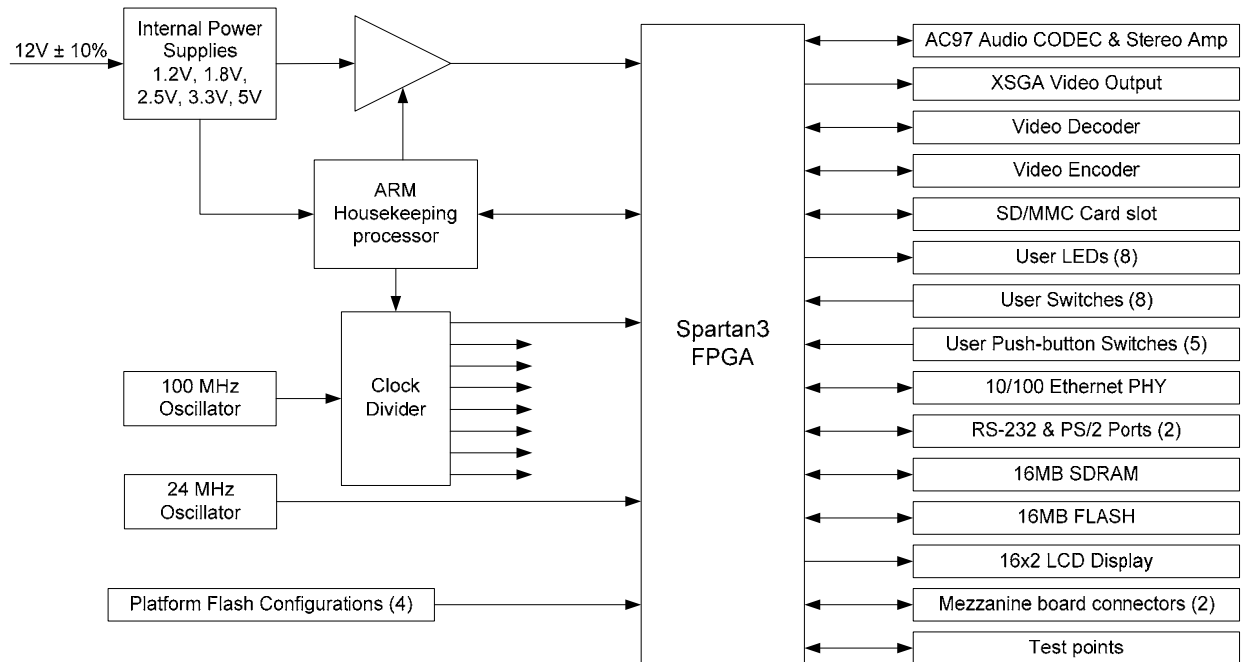 12V ± 10%
Internal Power
Supplies
1.2V, 1.8V,
2.5V, 3.3V, 5V
ARM
Housekeeping
processor
100 MHz
Oscillator
Clock
Divider
24 MHz
Oscillator
Platform Flash Configurations (4)
Spartan3
FPGA
AC97 Audio CODEC & Stereo Amp
XSGA Video Output
Video Decoder
Video Encoder
SD/MMC Card slot
User LEDs (8)
User Switches (8)
User Push-button Switches (5)
10/100 Ethernet PHY
RS-232 & PS/2 Ports (2)
16MB SDRAM
16MB FLASH
16x2 LCD Display
Mezzanine board connectors (2)
Test points